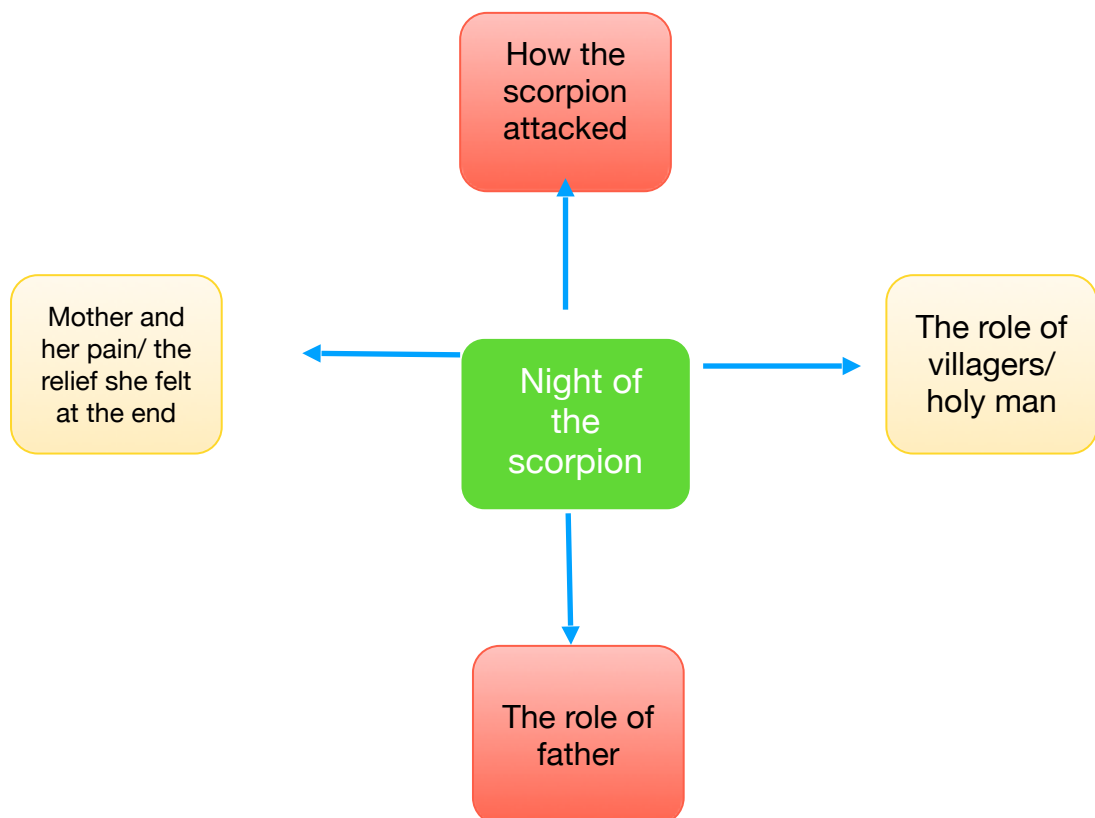 How the
scorpion
attacked
Mother and
her pain/ the
relief she felt
at the end
Night of
the
scorpion
The role of
villagers/
holy man
The role of
father